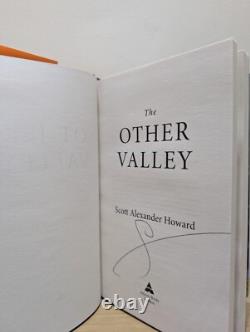 The
OTHER
VALLEY
Scott Alexander Howard